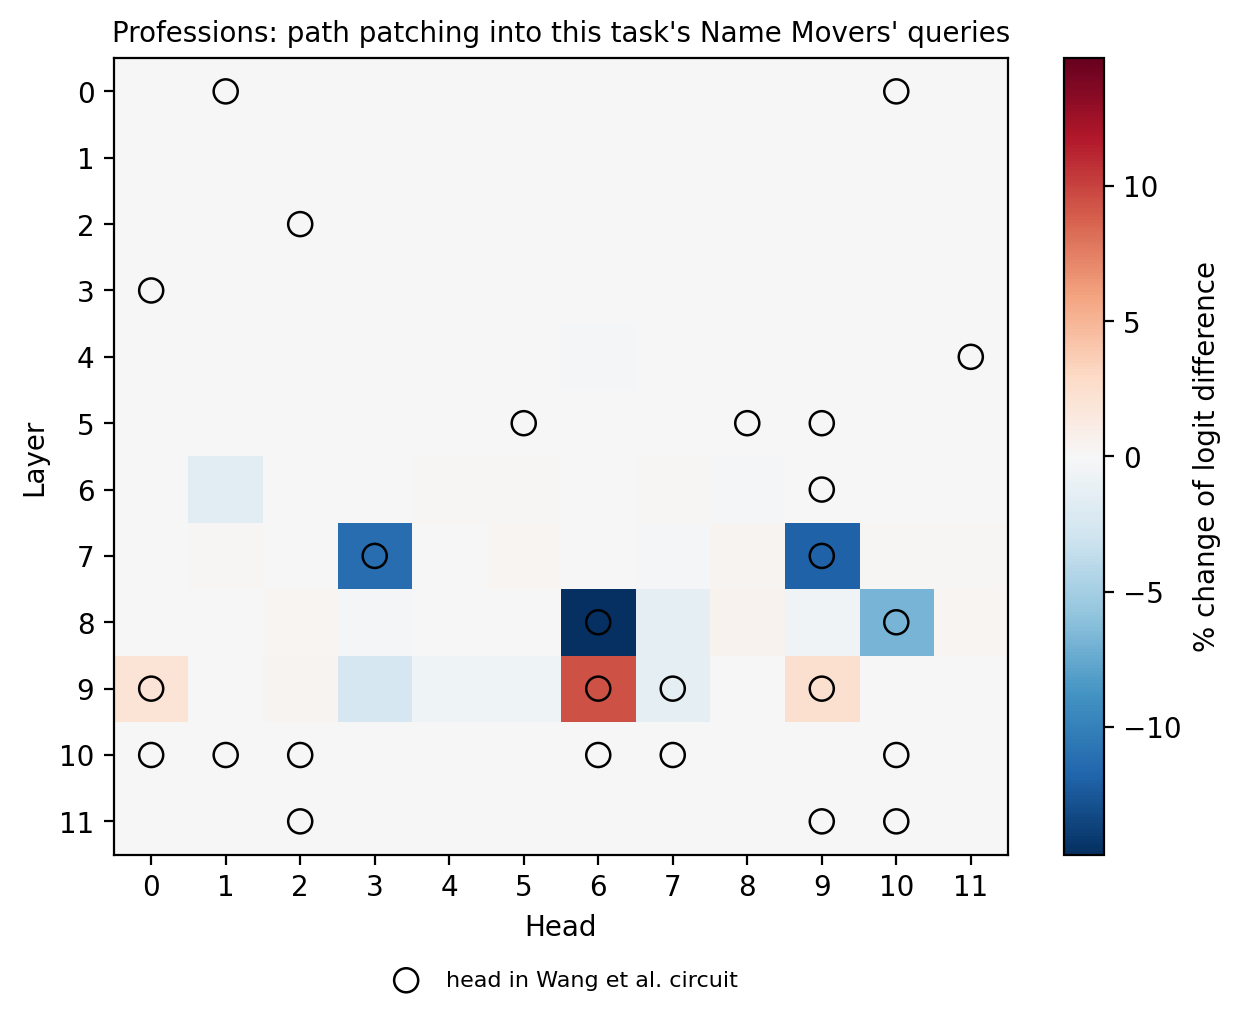 Professions: path patching into this task's Name Movers' queries
0
1
2
3
4
5
6
7
8
9
10
11
Layer
0 1 2 3 4 5 6 7 8 9 10 11
Head
10
5
0
−5
−10
% change of logit difference
head in Wang et al. circuit